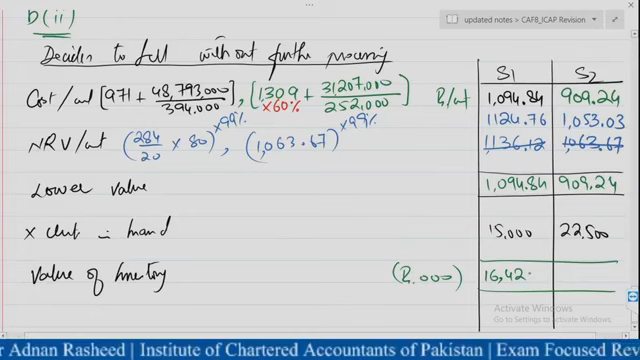 D(ii)
updated notes > CAF8_ICAP Revision
Decides to sell without further processing
S1 S2
Cost/unit [971 + 48,793,000/394,000], [1309 ×60% + 31207,000/252,000] R/unit 1,094.84 909.24
1124.76 1,053.03
NRV/unit (284/20 × 80)×99%, (1,063.67)×99% 1136.12 1,063.67
Lower value 1,094.84 909.24
× Unit in hand 15,000 22,500
Value of Inventory (R.000) 16,42
Activate Windows
Go to Settings to Activate Windows.
r Adnan Rasheed | Institute of Chartered Accountants of Pakistan | Exam Focused Rev